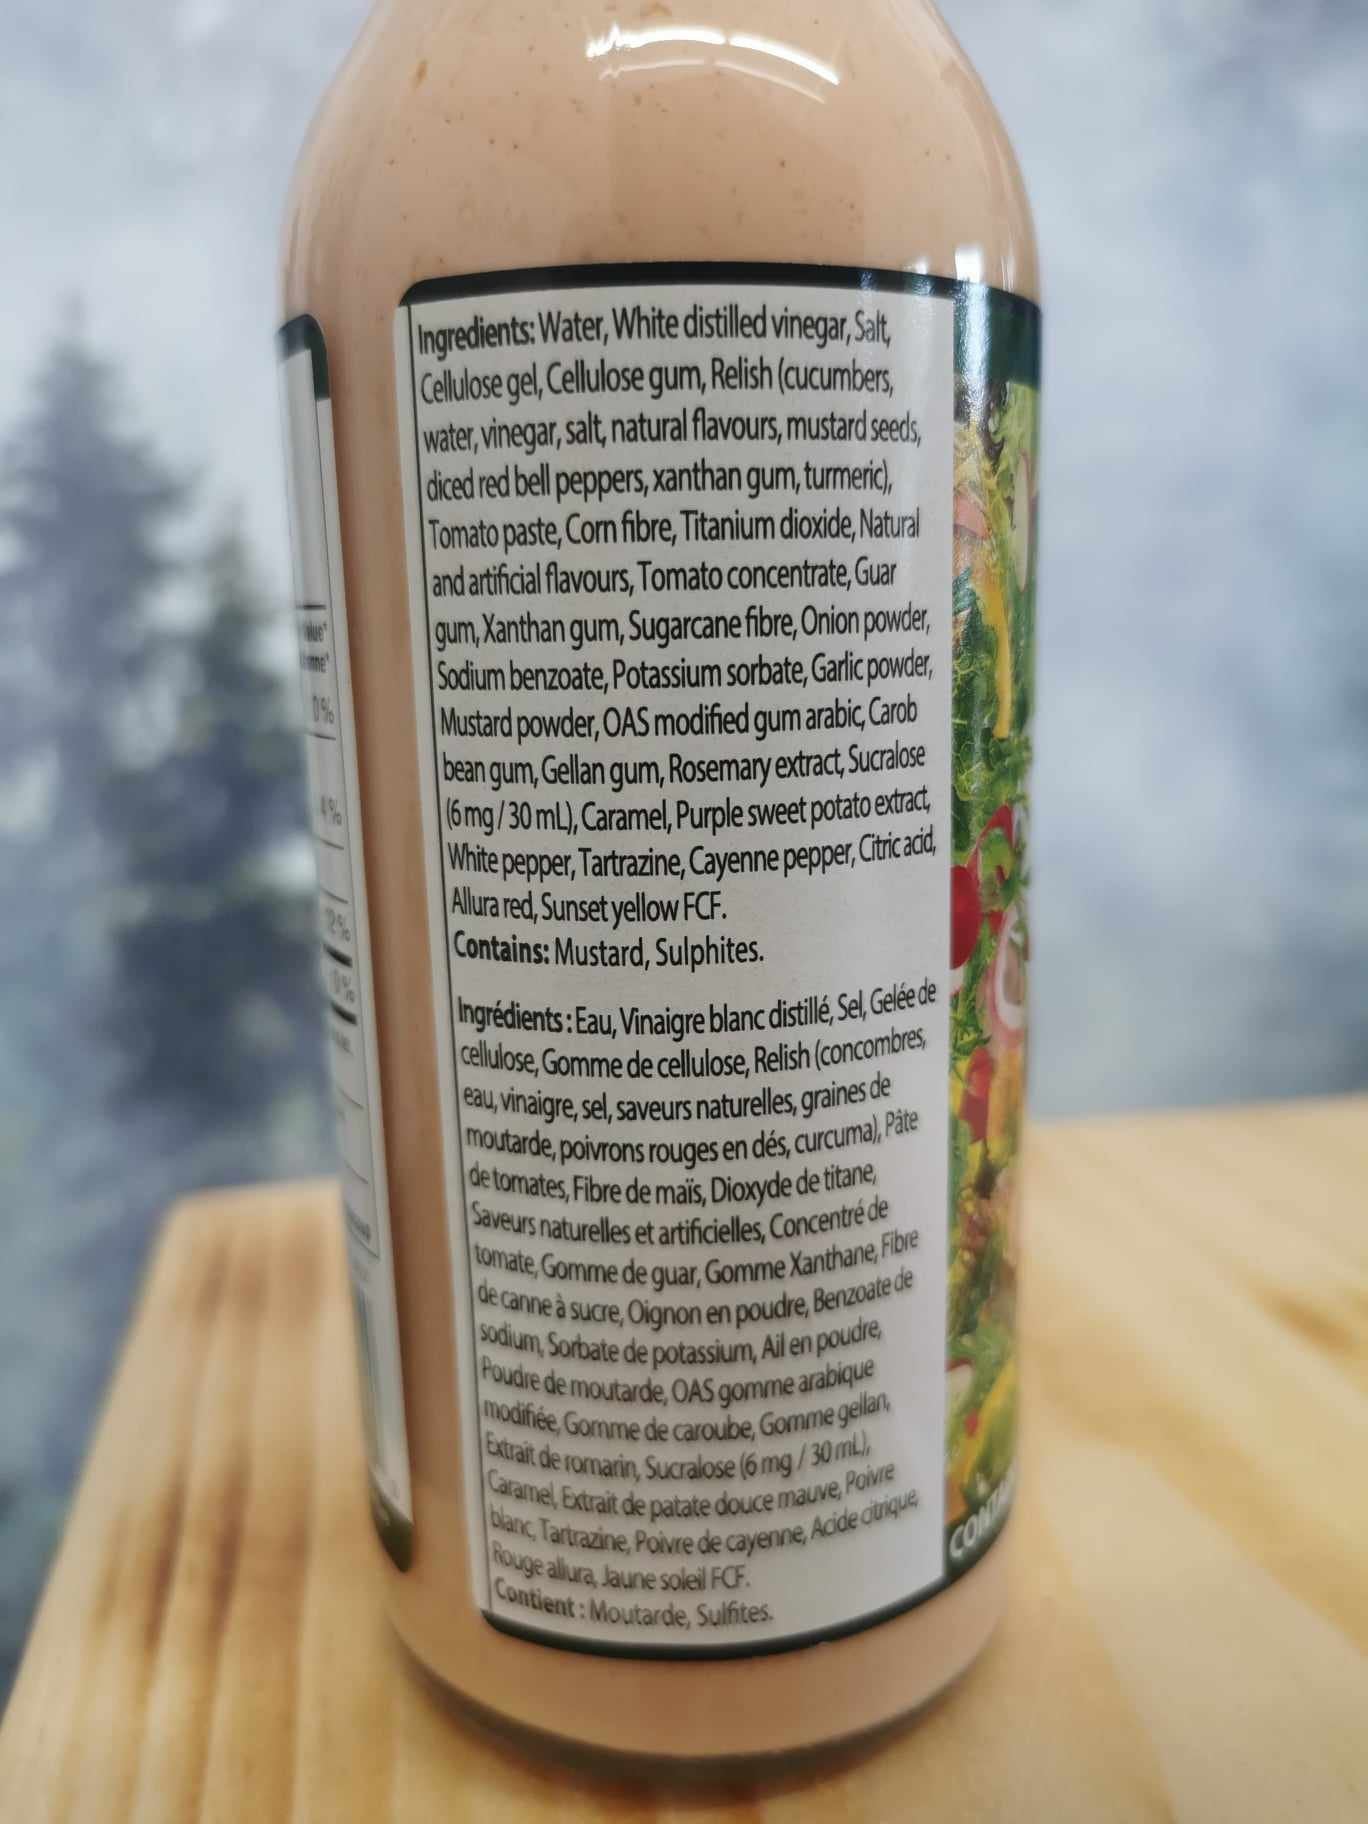 Ingredients: Water, White distilled vinegar, Salt,
Cellulose gel, Cellulose gum, Relish (cucumbers,
water, vinegar, salt, natural flavours, mustard seeds,
diced red bell peppers, xanthan gum, turmeric),
Tomato paste, Corn fibre, Titanium dioxide, Natural
and artificial flavours, Tomato concentrate, Guar
gum, Xanthan gum, Sugarcane fibre, Onion powder,
Sodium benzoate, Potassium sorbate, Garlic powder,
Mustard powder, OAS modified gum arabic, Carob
bean gum, Gellan gum, Rosemary extract, Sucralose
(6 mg / 30 mL), Caramel, Purple sweet potato extract,
White pepper, Tartrazine, Cayenne pepper, Citric acid,
Allura red, Sunset yellow FCF.
Contains: Mustard, Sulphites.
Ingrédients : Eau, Vinaigre blanc distillé, Sel, Gelée de
cellulose, Gomme de cellulose, Relish (concombres,
eau, vinaigre, sel, saveurs naturelles, graines de
moutarde, poivrons rouges en dés, curcuma), Pâte
de tomates, Fibre de maïs, Dioxyde de titane,
Saveurs naturelles et artificielles, Concentré de
tomate, Gomme de guar, Gomme Xanthane, Fibre
de canne à sucre, Oignon en poudre, Benzoate de
sodium, Sorbate de potassium, Ail en poudre,
Poudre de moutarde, OAS gomme arabique
modifiée, Gomme de caroube, Gomme gellan,
Extrait de romarin, Sucralose (6 mg / 30 mL),
Caramel, Extrait de patate douce mauve, Poivre
blanc, Tartrazine, Poivre de cayenne, Acide citrique,
Rouge allura, Jaune soleil FCF.
Contient : Moutarde, Sulfites.
0 %
4 %
12 %
0 %